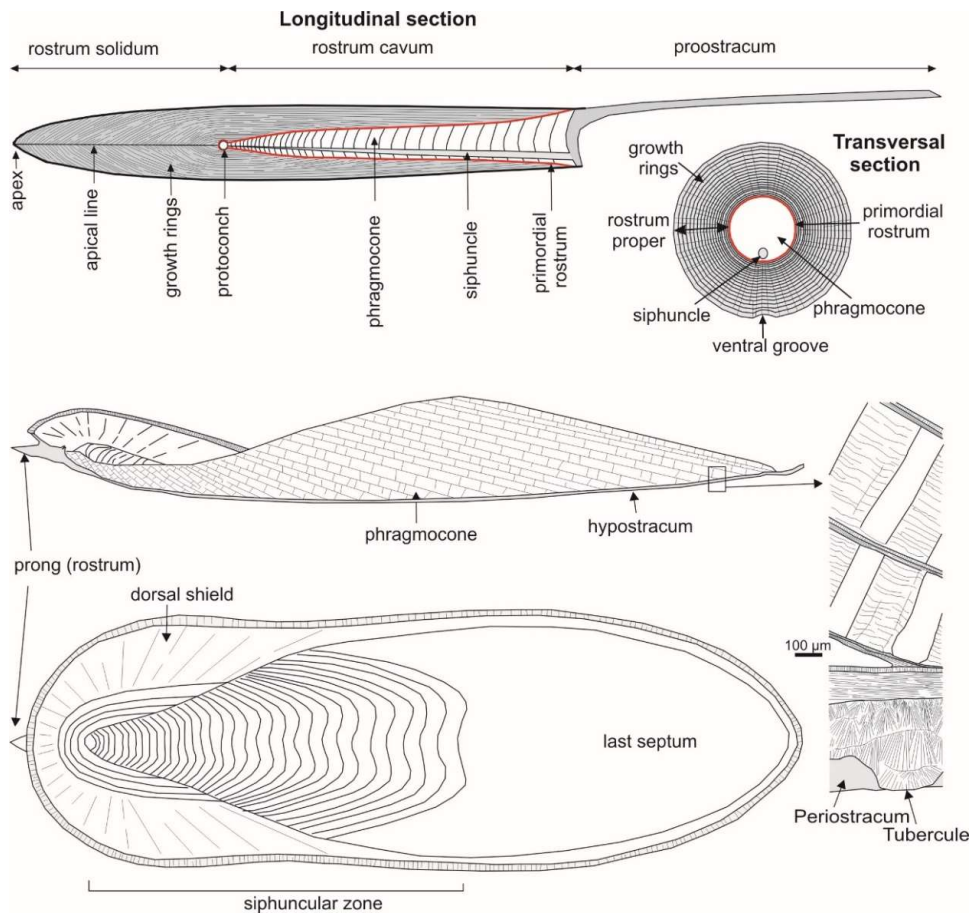 Longitudinal section
rostrum solidum
rostrum cavum
proostracum
apex
apical line
growth rings
protoconch
phragmocone
siphuncle
primordial
rostrum
Transversal
section
growth
rings
rostrum
proper
primordial
rostrum
siphuncle
phragmocone
ventral groove
phragmocone
hypostracum
prong (rostrum)
dorsal shield
100 µm
last septum
Periostracum
Tubercule
siphuncular zone